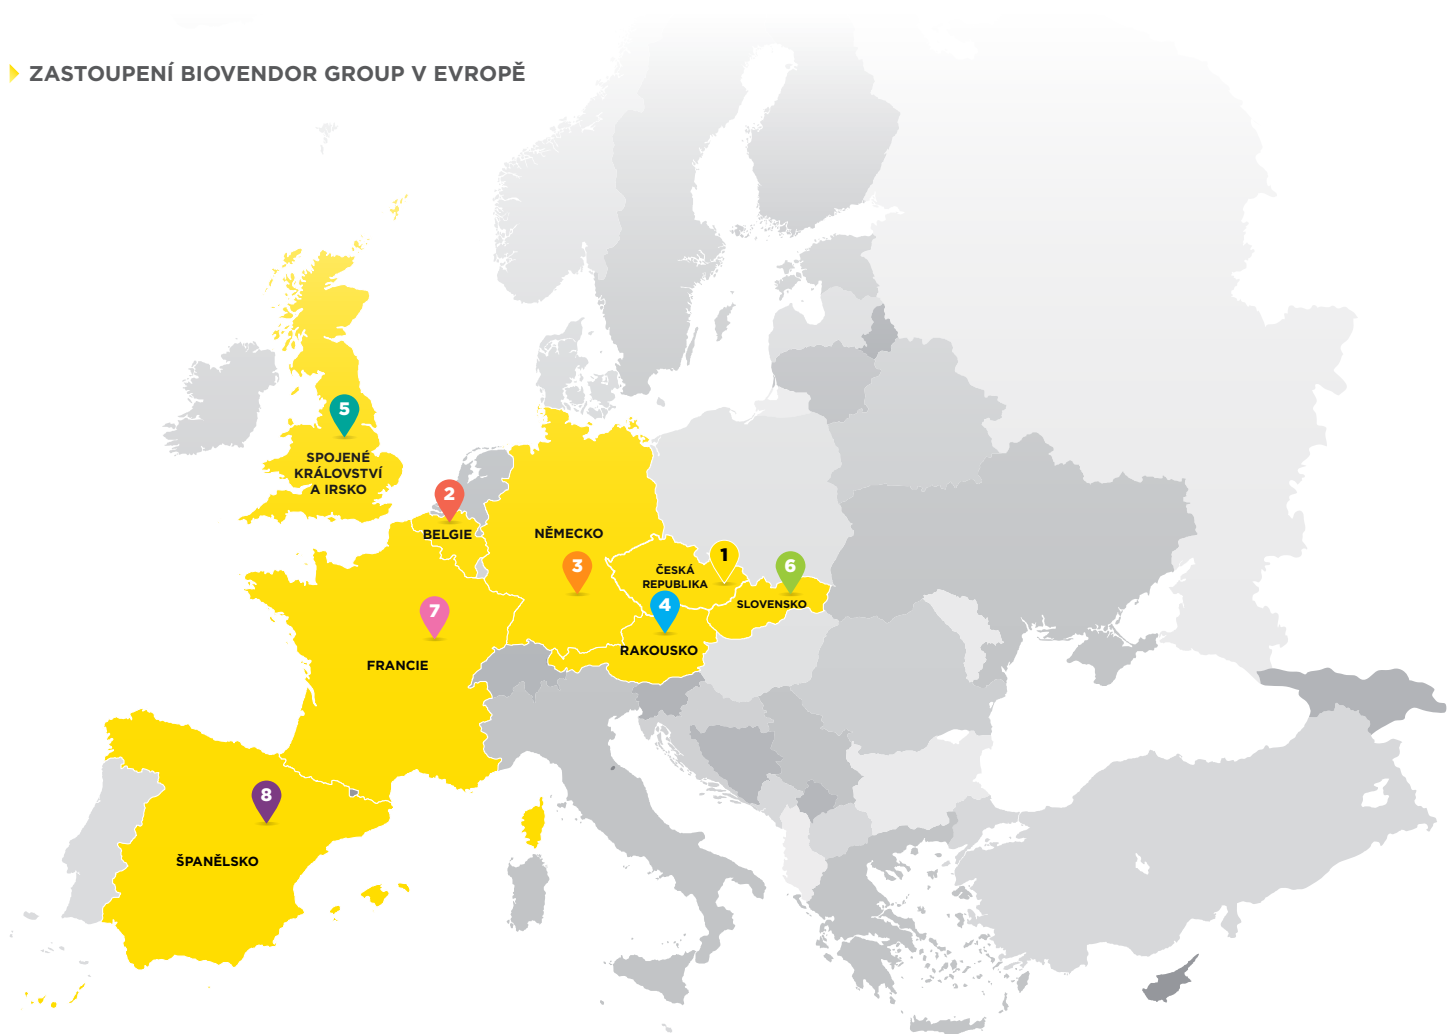 ZASTOUPENÍ BIOVENDOR GROUP V EVROPĚ
5
SPOJENÉ
KRÁLOVSTVÍ
A IRSKO
2
BELGIE
NĚMECKO
3
1
ČESKÁ
REPUBLIKA
6
SLOVENSKO
4
RAKOUSKO
7
FRANCIE
8
ŠPANĚLSKO